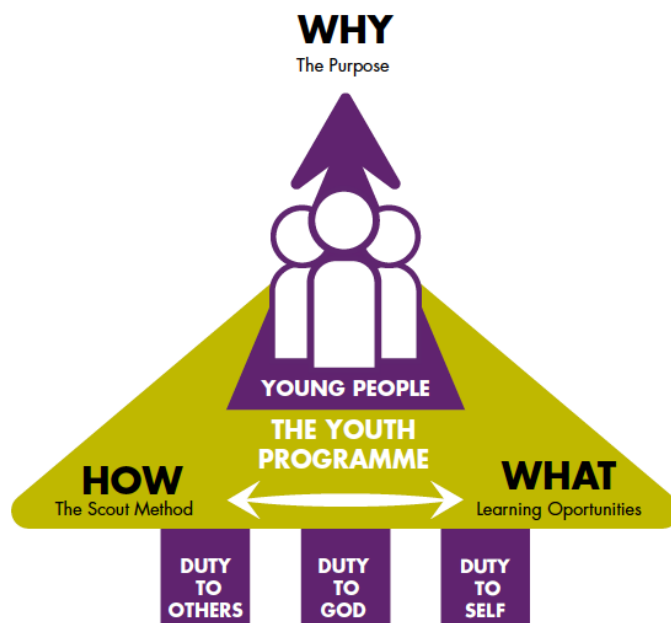 WHY
The Purpose
YOUNG PEOPLE
THE YOUTH
PROGRAMME
HOW
The Scout Method
WHAT
Learning Oportunities
DUTY
TO
OTHERS
DUTY
TO
GOD
DUTY
TO
SELF